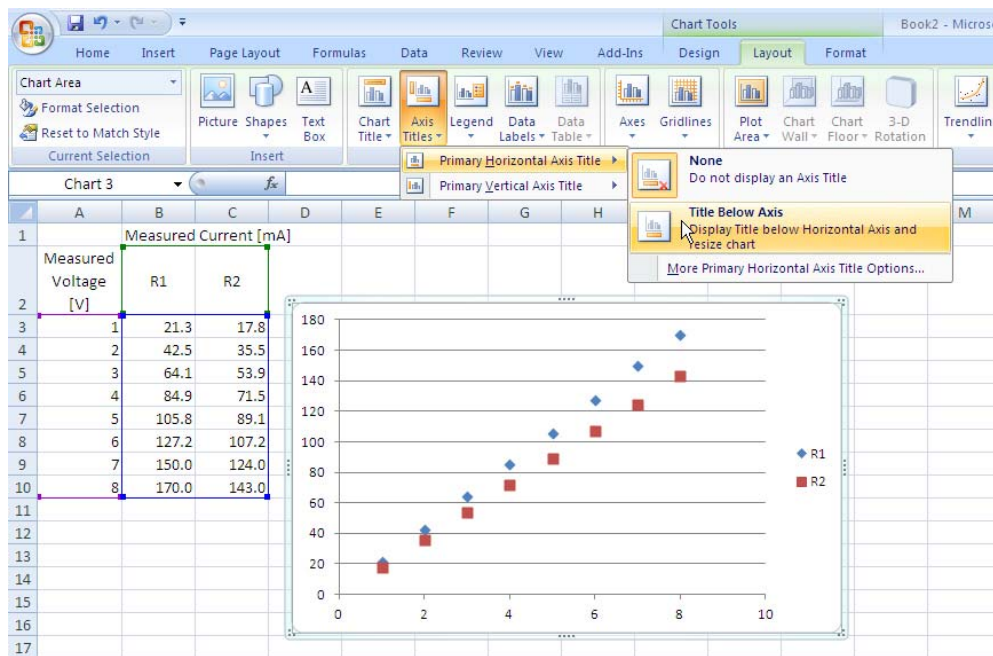 Chart Tools Book2 - Micros
Home Insert Page Layout Formulas Data Review View Add-Ins Design Layout Format
Chart Area
Format Selection
Reset to Match Style
Current Selection
Picture Shapes Text Box
Insert
Chart Title Axis Titles Legend Data Labels Data Table
Axes Gridlines
Plot Area Chart Wall Chart Floor 3-D Rotation
Trendlin
Primary Horizontal Axis Title
Primary Vertical Axis Title
None
Do not display an Axis Title
Title Below Axis
Display Title below Horizontal Axis and
resize chart
More Primary Horizontal Axis Title Options...
Chart 3 fx
A B C D E F G H M
1 Measured Current [mA]
2 Measured Voltage [V] R1 R2
3 1 21.3 17.8
4 2 42.5 35.5
5 3 64.1 53.9
6 4 84.9 71.5
7 5 105.8 89.1
8 6 127.2 107.2
9 7 150.0 124.0
10 8 170.0 143.0
11
12
13
14
15
16
17
180
160
140
120
100
80
60
40
20
0
0 2 4 6 8 10
R1
R2